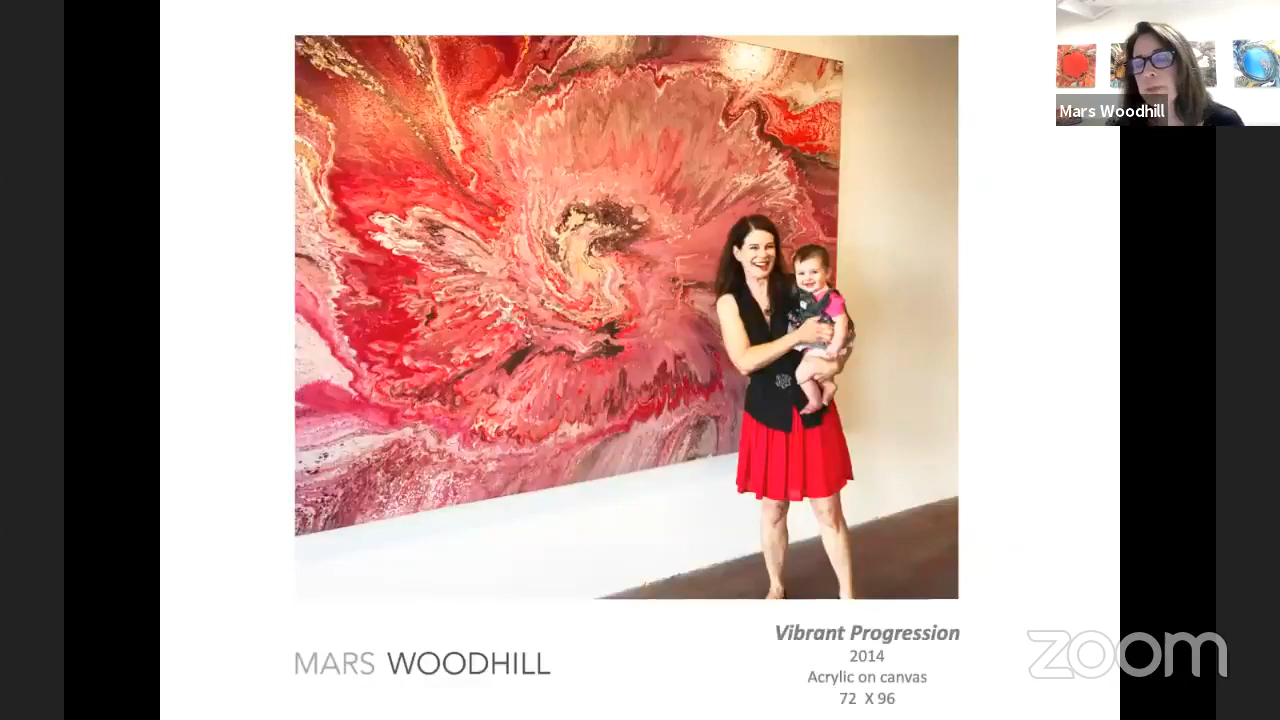 Mars Woodhill
MARS WOODHILL
Vibrant Progression
2014
Acrylic on canvas
72 X 96
zoom